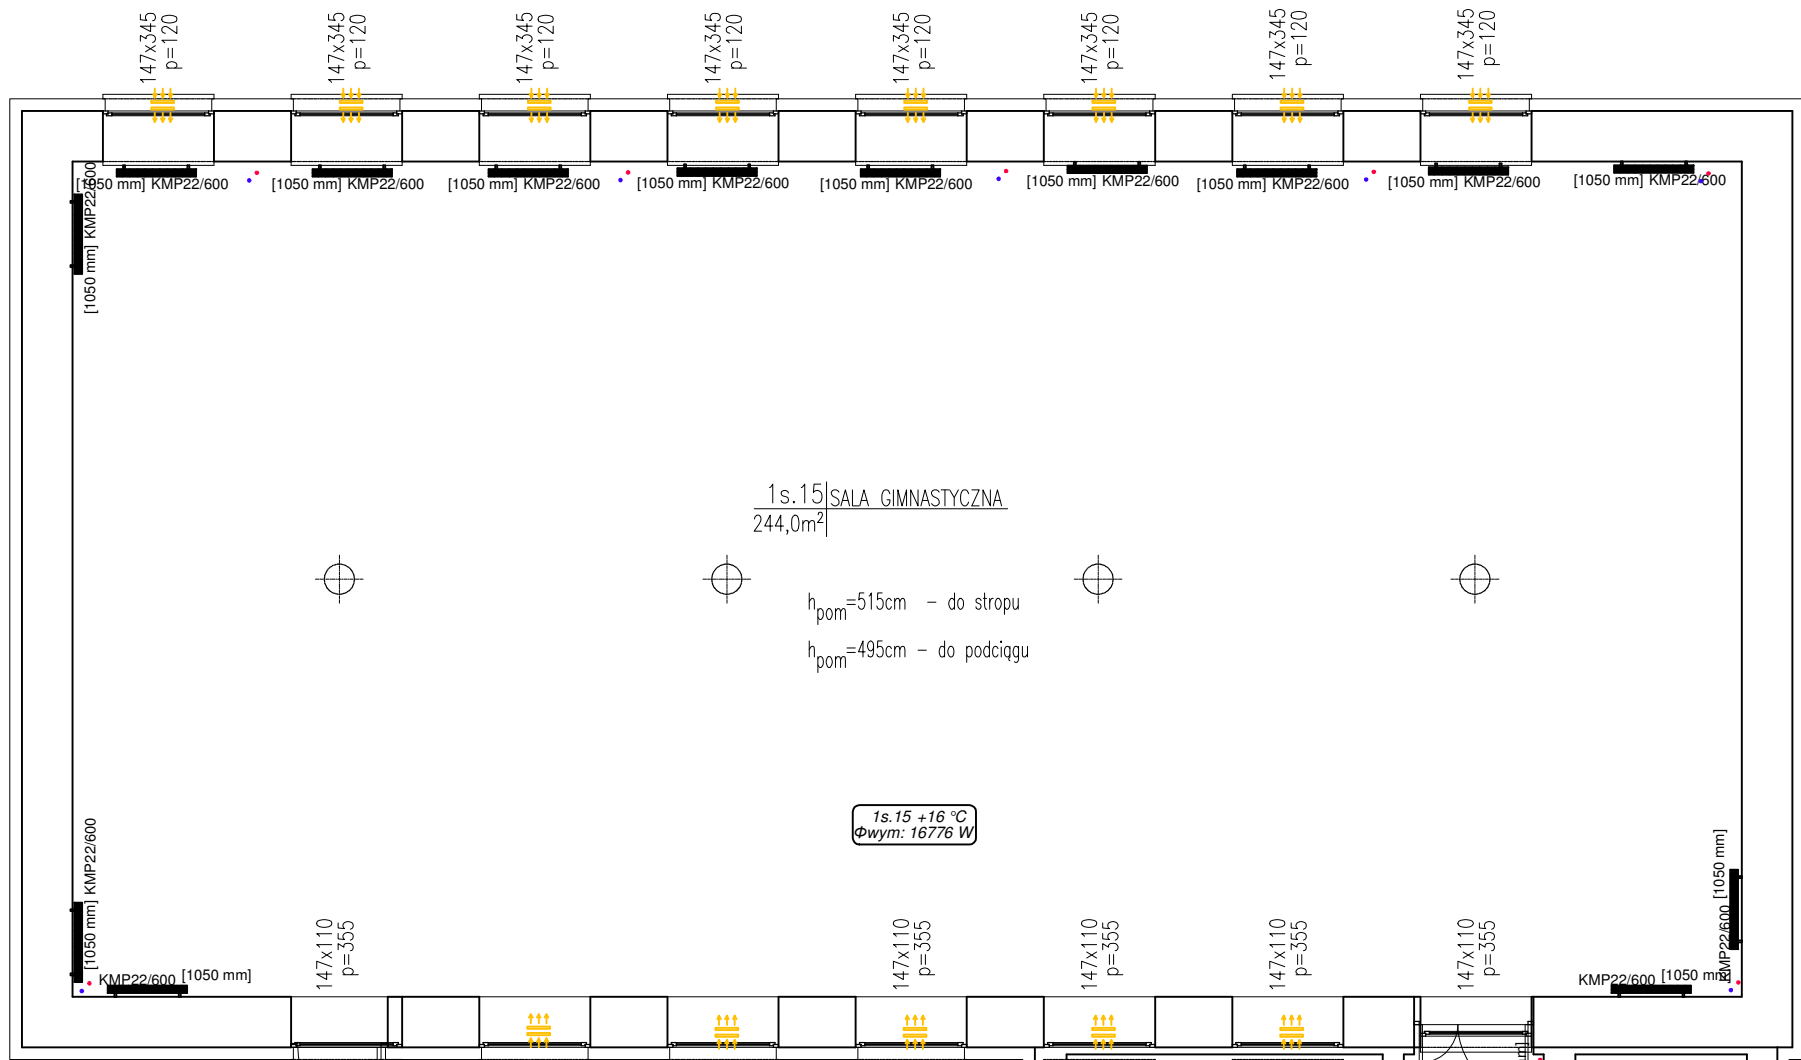 147x345
p=120
147x345
p=120
147x345
p=120
147x345
p=120
147x345
p=120
147x345
p=120
147x345
p=120
147x345
p=120
[1050 mm] KMP22/600
[1050 mm] KMP22/600
[1050 mm] KMP22/600
[1050 mm] KMP22/600
[1050 mm] KMP22/600
[1050 mm] KMP22/600
[1050 mm] KMP22/600
[1050 mm] KMP22/600
[1050 mm] KMP22/600
[1050 mm] KMP22/600
1s.15 SALA GIMNASTYCZNA
244,0m²
hpom=515cm – do stropu
hpom=495cm – do podciągu
1s.15 +16 °C
Φwym: 16776 W
[1050 mm] KMP22/600
KMP22/600 [1050 mm]
147x110
p=355
147x110
p=355
147x110
p=355
147x110
p=355
147x110
p=355
KMP22/600 [1050 mm]
KMP22/600 [1050 mm]